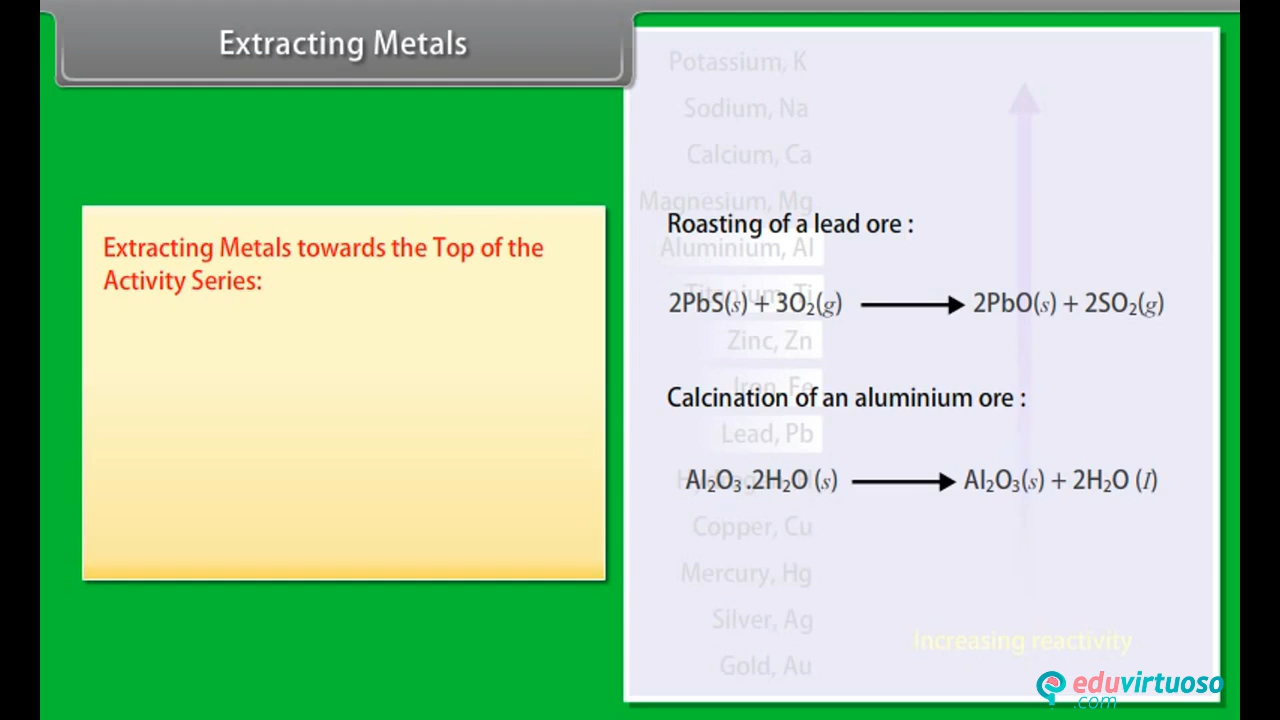 Extracting Metals
Extracting Metals towards the Top of the
Activity Series:
Potassium, K
Sodium, Na
Calcium, Ca
Magnesium, Mg
Roasting of a lead ore :
Aluminium, Al
Titanium, Ti
2PbS(s) + 3O₂(g) ⟶ 2PbO(s) + 2SO₂(g)
Zinc, Zn
Iron, Fe
Calcination of an aluminium ore :
Lead, Pb
Al₂O₃ .2H₂O (s) ⟶ Al₂O₃(s) + 2H₂O (l)
Copper, Cu
Mercury, Hg
Silver, Ag
Increasing reactivity
Gold, Au
eduvirtuoso
.com